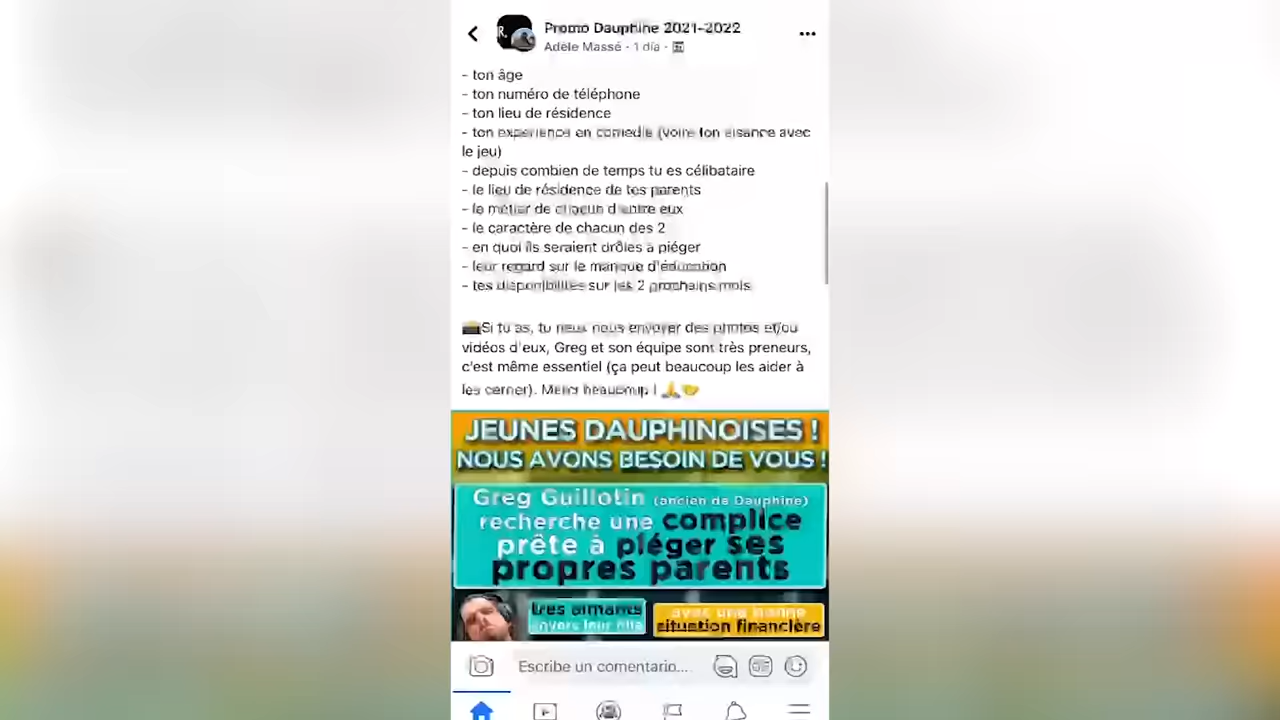 Promo Dauphine 2021-2022
Adèle Massé · 1 día ·
- ton âge
- ton numéro de téléphone
- ton lieu de résidence
- ton expérience en comédie (voire ton aisance avec
le jeu)
- depuis combien de temps tu es célibataire
- le lieu de résidence de tes parents
- le métier de chacun d'entre eux
- le caractère de chacun des 2
- en quoi ils seraient drôles à piéger
- leur regard sur le manque d'éducation
- tes disponibilités sur les 2 prochains mois
📸Si tu as, tu peux nous envoyer des photos et/ou
vidéos d'eux, Greg et son équipe sont très preneurs,
c'est même essentiel (ça peut beaucoup les aider à
les cerner). Merci beaucoup ! 🙏🤝
JEUNES DAUPHINOISES !
NOUS AVONS BESOIN DE VOUS !
Greg Guillotin (ancien de Dauphine)
recherche une complice
prête à piéger ses
propres parents
très aimants
envers leur fille
avec une bonne
situation financière
Escribe un comentario...
GIF